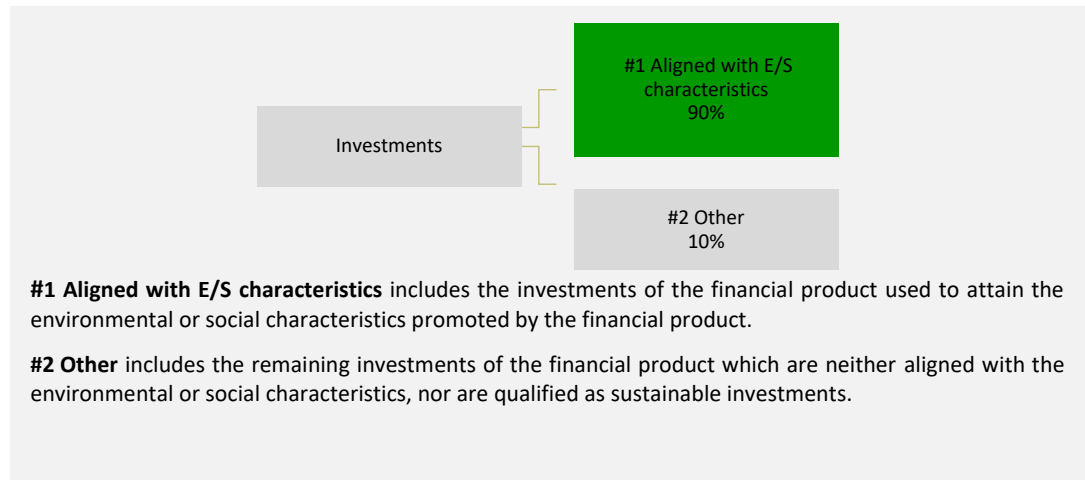 #1 Aligned with E/S
characteristics
90%
Investments
#2 Other
10%
#1 Aligned with E/S characteristics includes the investments of the financial product used to attain the
environmental or social characteristics promoted by the financial product.
#2 Other includes the remaining investments of the financial product which are neither aligned with the
environmental or social characteristics, nor are qualified as sustainable investments.